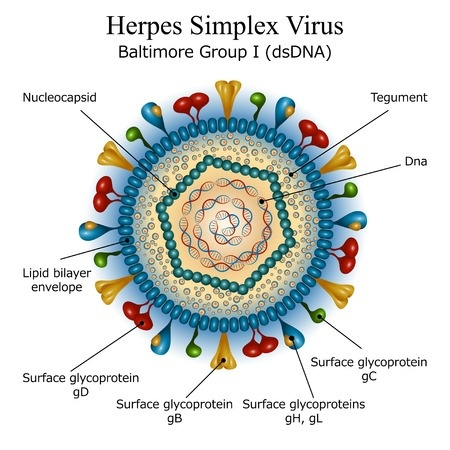 Herpes Simplex Virus
Baltimore Group I (dsDNA)
Nucleocapsid
Tegument
Dna
Lipid bilayer
envelope
Surface glycoprotein
gD
Surface glycoprotein
gB
Surface glycoproteins
gH, gL
Surface glycoprotein
gC